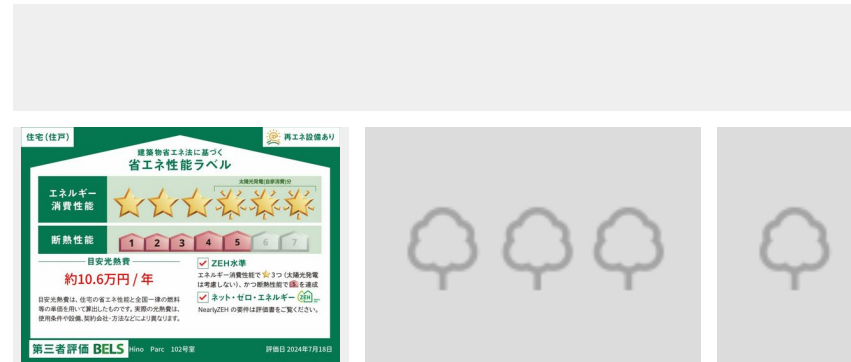 住宅(住戸)
再エネ設備あり
建築物省エネ法に基づく
省エネ性能ラベル
太陽光発電(自家消費)分
エネルギー
消費性能
断熱性能
1 2 3 4 5 6 7
目安光熱費
約10.6万円 / 年
目安光熱費は、住宅の省エネ性能と全国一律の燃料
等の単価を用いて算出したものです。実際の光熱費は、
使用条件や設備、契約会社・方法などにより異なります。
ZEH水準
エネルギー消費性能で☆3つ (太陽光発電
は考慮しない)、かつ断熱性能で5を達成
ネット・ゼロ・エネルギー ZEH
NearlyZEH の要件は評価書をご覧ください。
第三者評価 BELS Hino Parc 102号室
評価日 2024年7月18日